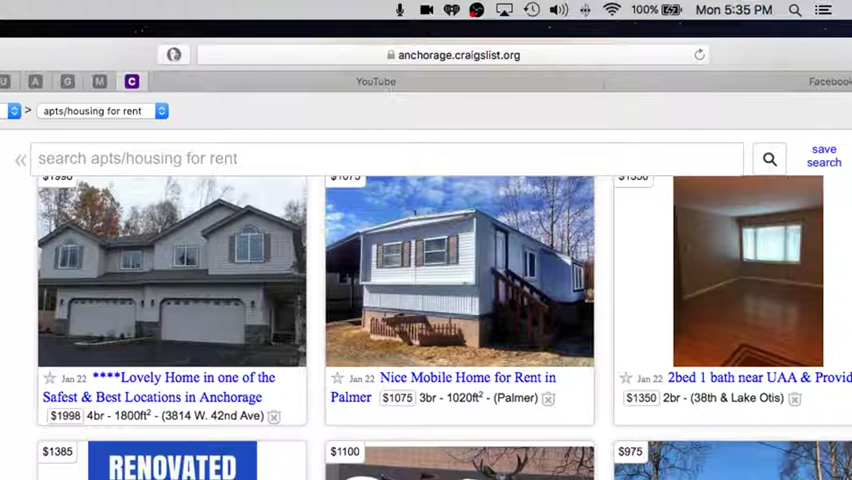 100% Mon 5:35 PM
anchorage.craigslist.org
U A G M C YouTube Facebook
> apts/housing for rent
« search apts/housing for rent
save
search
$1998 $1075 $1350
Jan 22 ****Lovely Home in one of the
Safest & Best Locations in Anchorage
$1998 4br - 1800ft² - (3814 W. 42nd Ave)
Jan 22 Nice Mobile Home for Rent in
Palmer $1075 3br - 1020ft² - (Palmer)
Jan 22 2bed 1 bath near UAA & Provid
$1350 2br - (38th & Lake Otis)
$1385 $1100 $975
RENOVATED